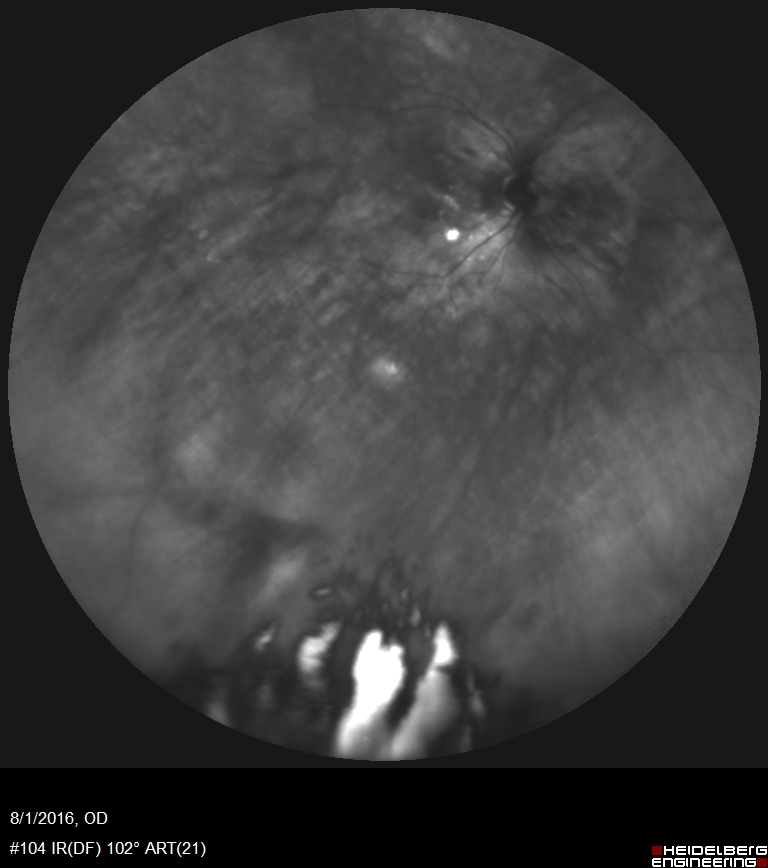 8/1/2016, OD
#104 IR(DF) 102° ART(21)
HEIDELBERG
ENGINEERING